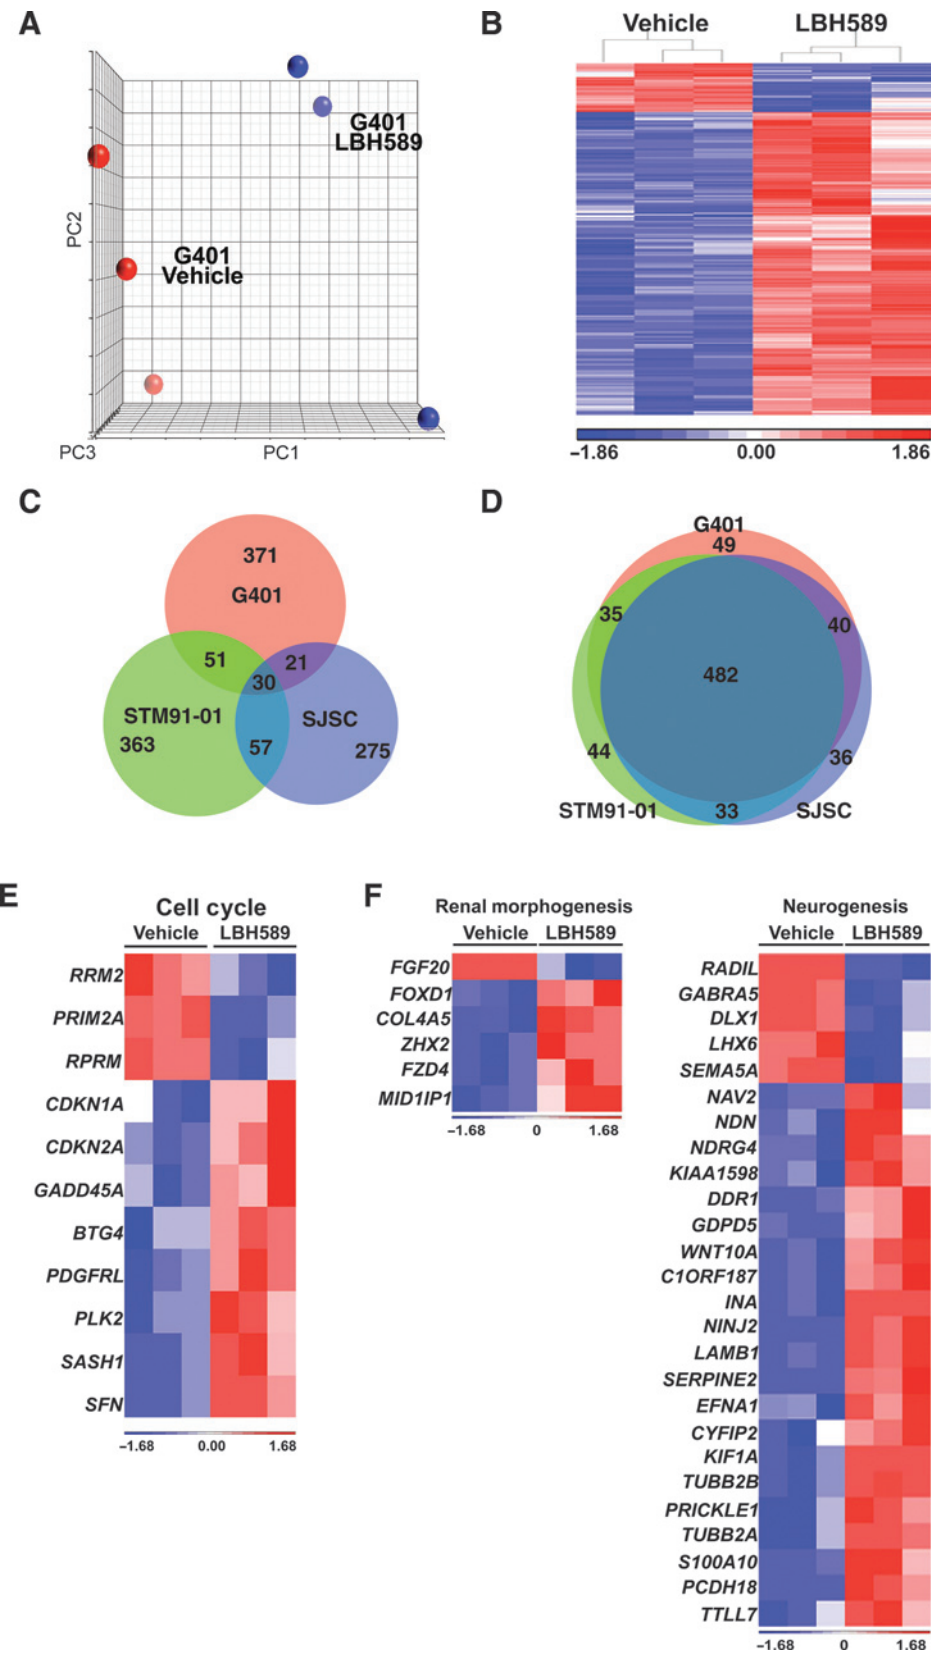 A
G401
LBH589
G401
Vehicle
PC2
PC3
PC1
B
Vehicle
LBH589
−1.86
0.00
1.86
C
371
G401
51
21
30
STM91-01
SJSC
363
57
275
D
G401
49
35
40
482
44
36
STM91-01
33
SJSC
E
Cell cycle
Vehicle
LBH589
RRM2
PRIM2A
RPRM
CDKN1A
CDKN2A
GADD45A
BTG4
PDGFRL
PLK2
SASH1
SFN
−1.68
0.00
1.68
F
Renal morphogenesis
Vehicle
LBH589
FGF20
FOXD1
COL4A5
ZHX2
FZD4
MID1IP1
−1.68
0
1.68
Neurogenesis
Vehicle
LBH589
RADIL
GABRA5
DLX1
LHX6
SEMA5A
NAV2
NDN
NDRG4
KIAA1598
DDR1
GDPD5
WNT10A
C1ORF187
INA
NINJ2
LAMB1
SERPINE2
EFNA1
CYFIP2
KIF1A
TUBB2B
PRICKLE1
TUBB2A
S100A10
PCDH18
TTLL7
−1.68
0
1.68